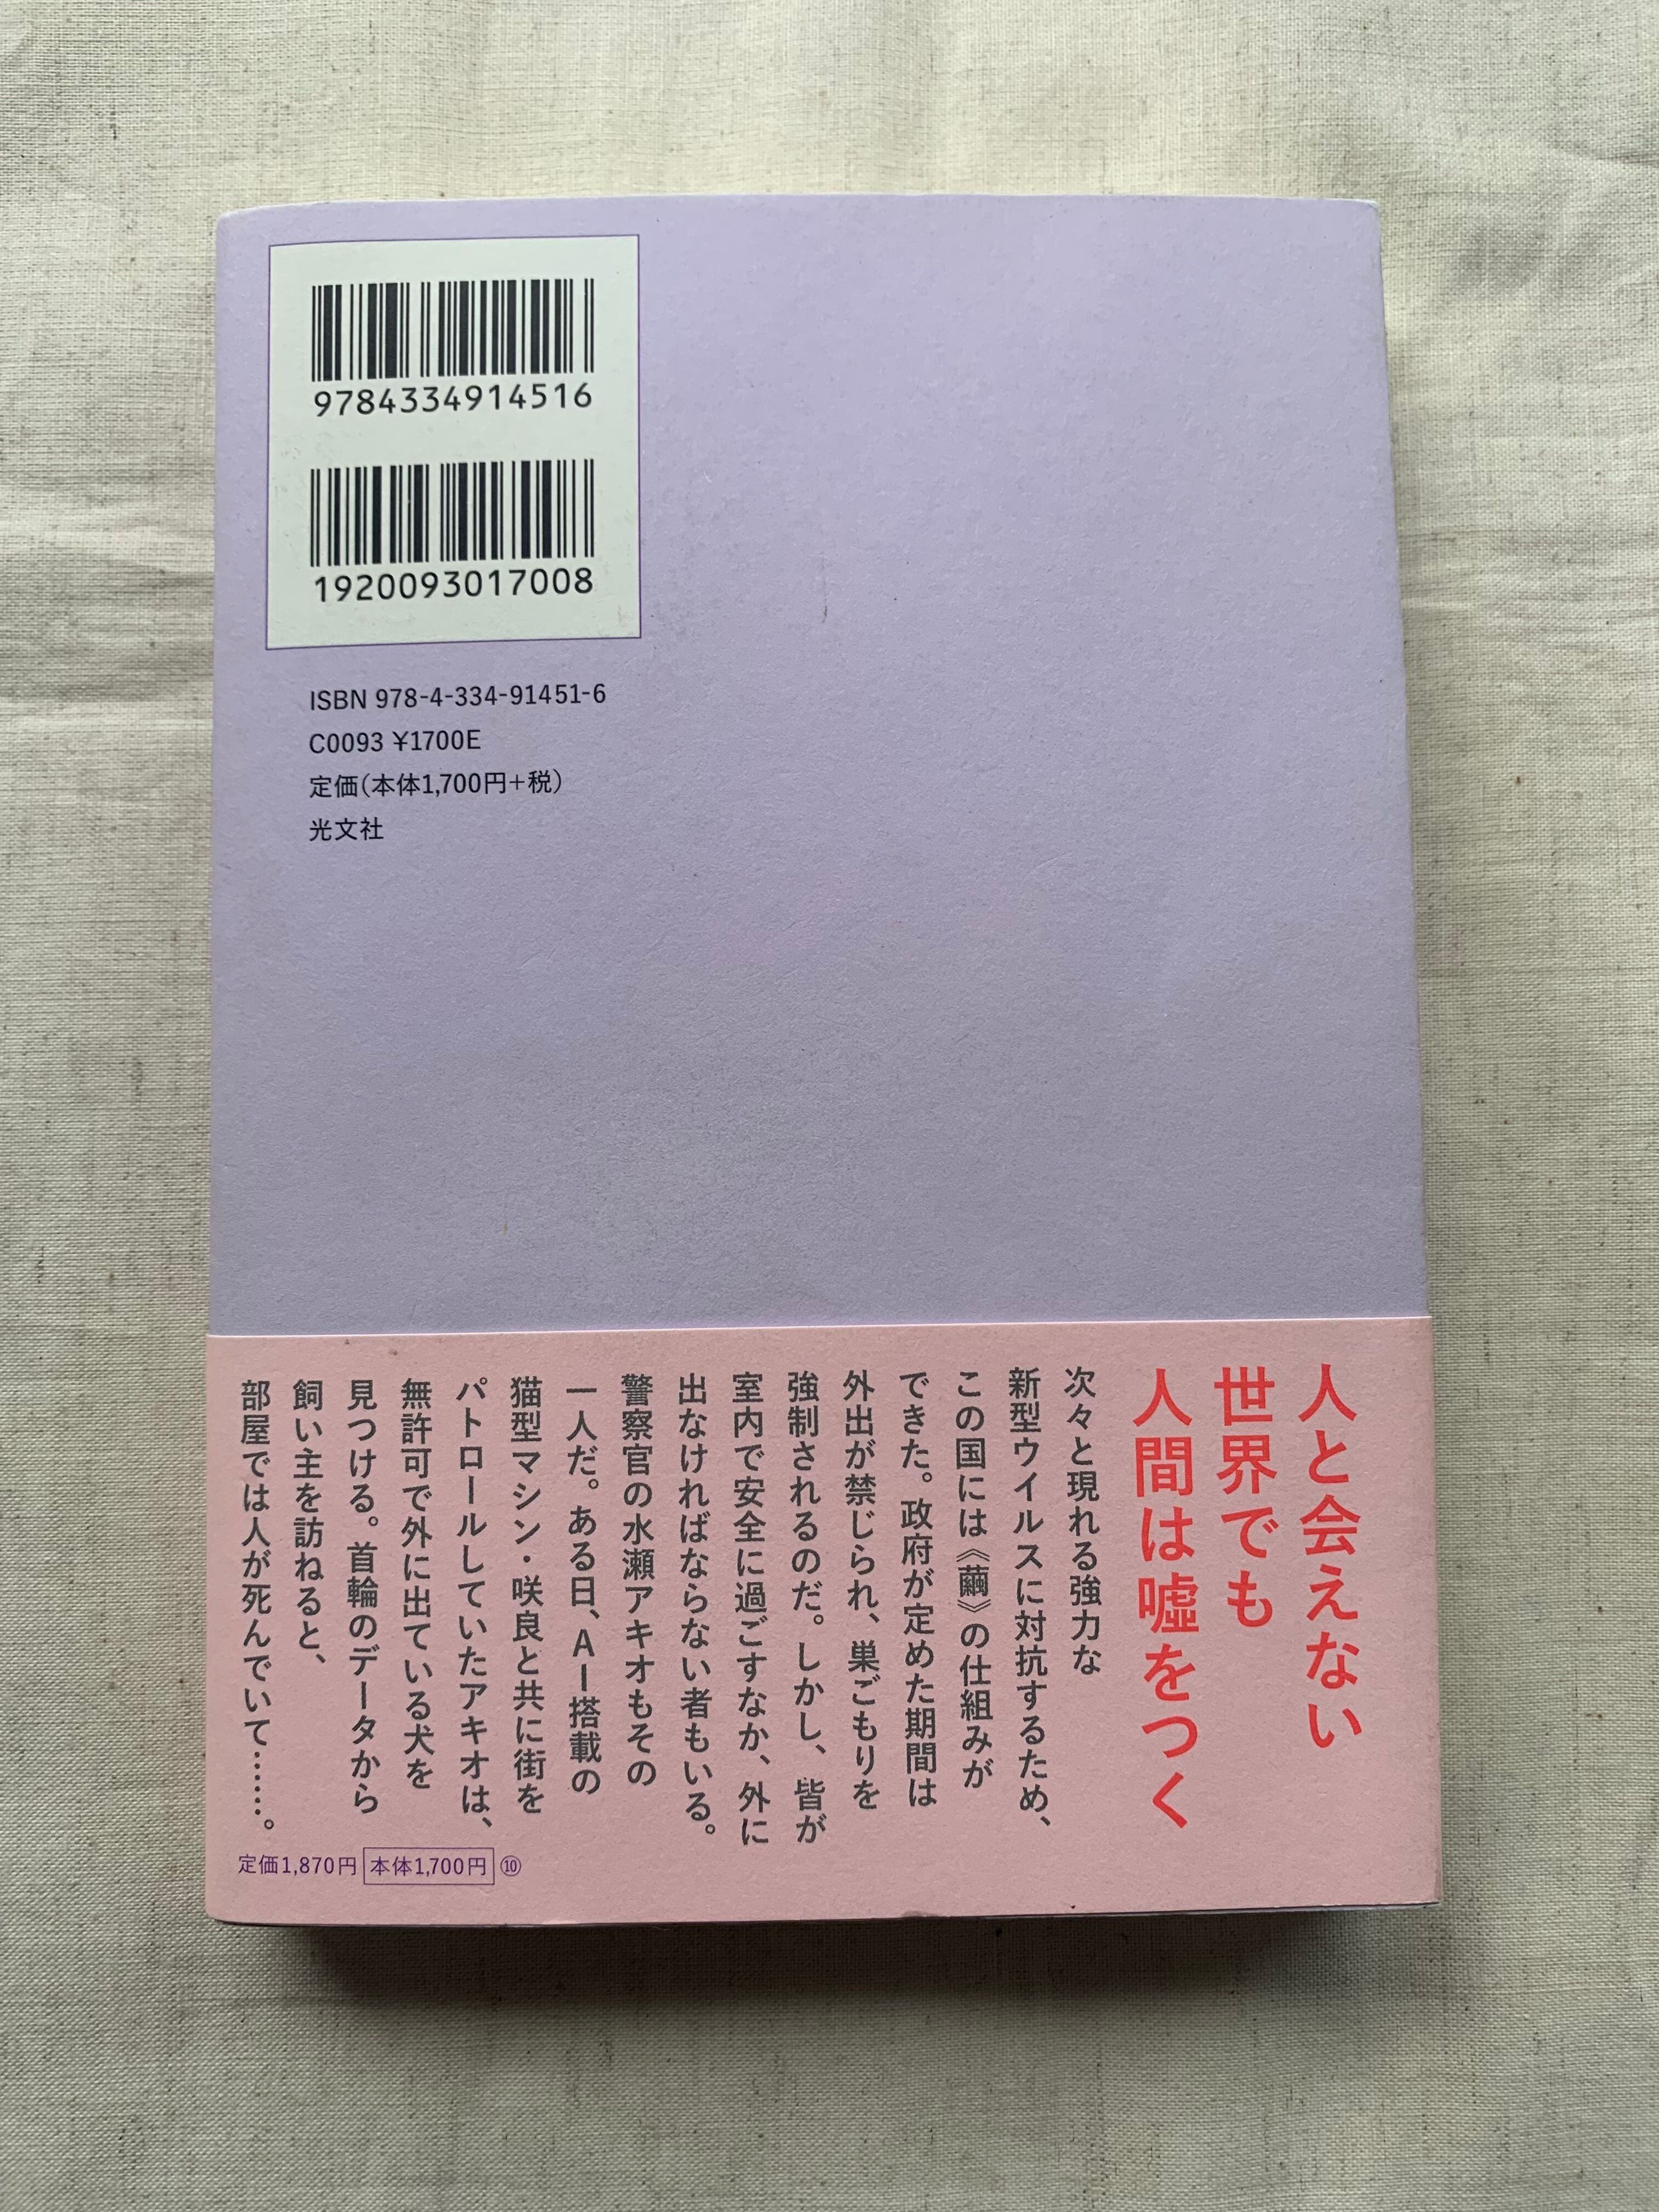 9784334914516
1920093017008
ISBN 978-4-334-91451-6
C0093 ¥1700E
定価(本体1,700円+税)
光文社
人と会えない
世界でも
人間は嘘をつく
次々と現れる強力な
新型ウイルスに対抗するため、
この国には《繭》の仕組みが
できた。政府が定めた期間は
外出が禁じられ、巣ごもりを
強制されるのだ。しかし、皆が
室内で安全に過ごすなか、外に
出なければならない者もいる。
警察官の水瀬アキオもその
一人だ。ある日、AI搭載の
猫型マシン・咲良と共に街を
パトロールしていたアキオは、
無許可で外に出ている犬を
見つける。首輪のデータから
飼い主を訪ねると、
部屋では人が死んでいて……。
定価1,870円 本体1,700円 ⑩